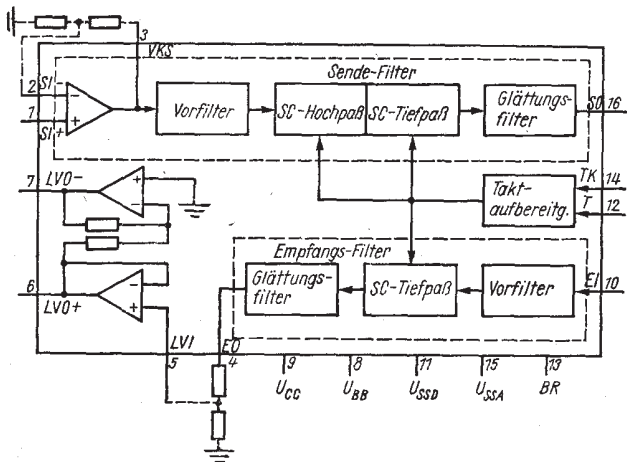 3
VKS
Sende-Filter
2 SI-
1 SI+
Vorfilter
SC-Hochpaß
SC-Tiefpaß
Glättungs-
filter
SO 16
7 LVO-
Takt-
aufbereitg.
TK 14
T 12
Empfangs-Filter
Glättungs-
filter
SC-Tiefpaß
Vorfilter
EI 10
6 LVO+
LVI
5
EO
4
9
8
11
15
13
UCC
UBB
USSD
USSA
BR